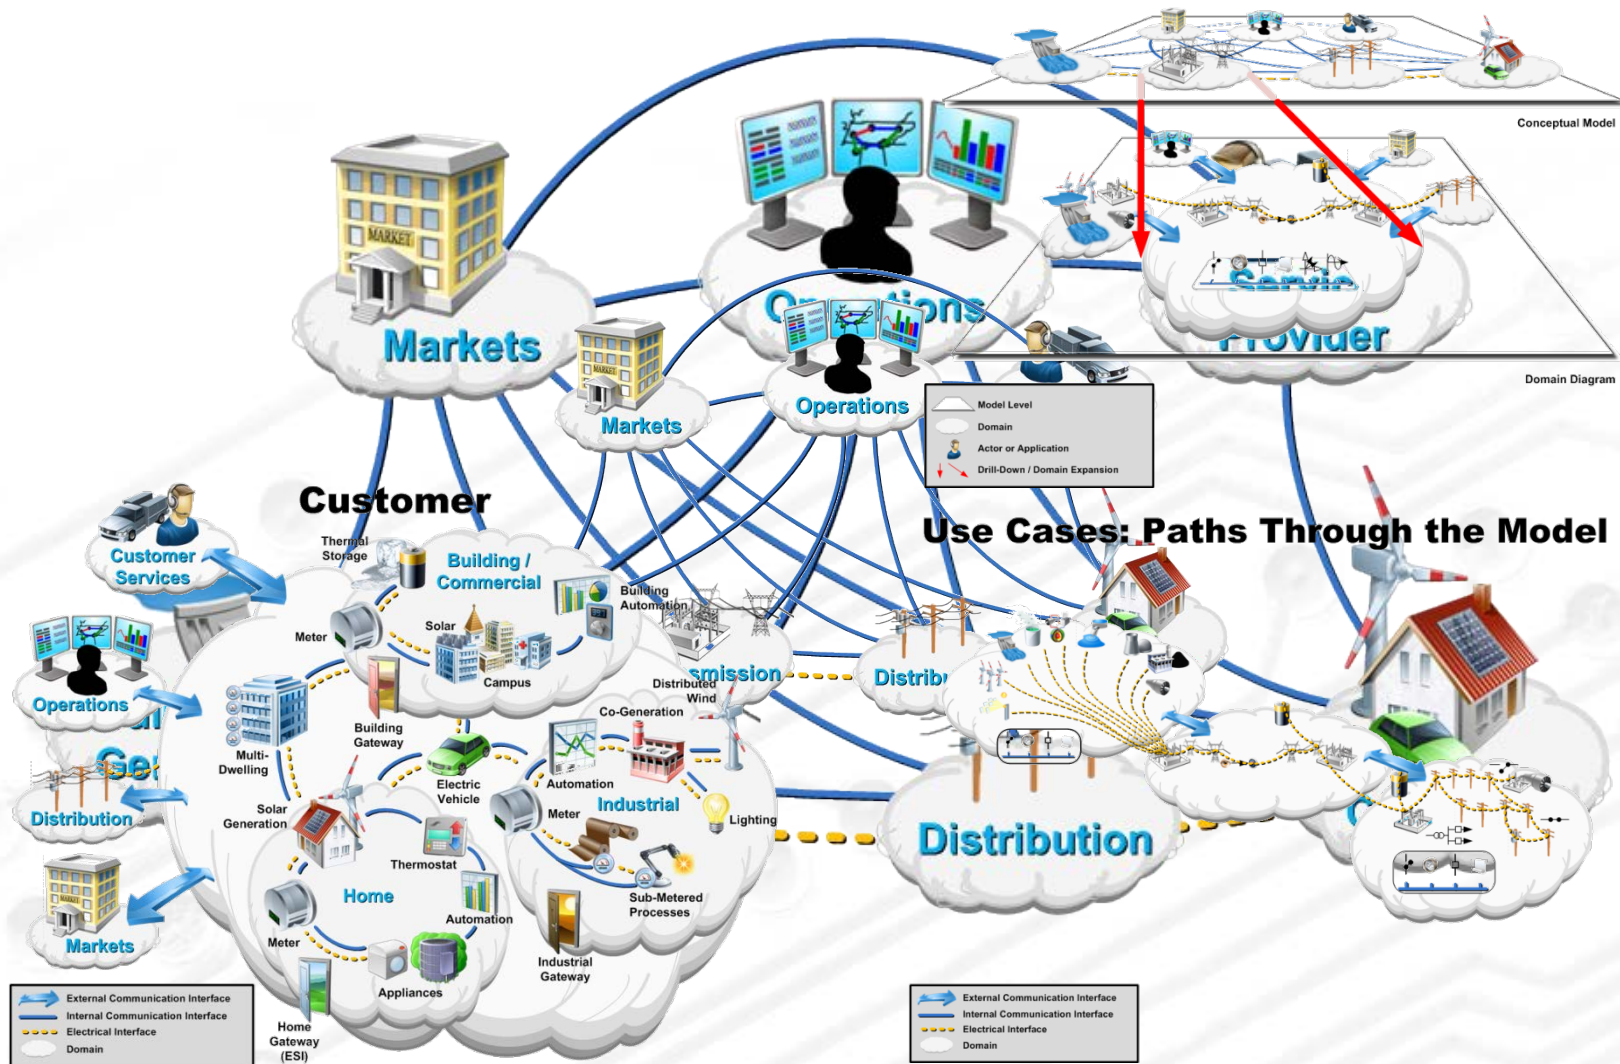 Conceptual Model
MARKET
Markets
Provider
Domain Diagram
MARKET
Markets
Operations
Model Level
Domain
Actor or Application
Drill-Down / Domain Expansion
Customer
Use Cases: Paths Through the Model
Customer
Services
Thermal
Storage
Building /
Commercial
Building
Automation
Meter
Solar
Campus
Operations
Multi-
Dwelling
Building
Gateway
Electric
Vehicle
Distributed
Wind
Co-Generation
Automation
Industrial
Meter
Lighting
Sub-Metered
Processes
Industrial
Gateway
Distribution
Solar
Generation
Thermostat
Home
Automation
Meter
Appliances
Home
Gateway
(ESI)
MARKET
Markets
Distribution
External Communication Interface
Internal Communication Interface
Electrical Interface
Domain
External Communication Interface
Internal Communication Interface
Electrical Interface
Domain